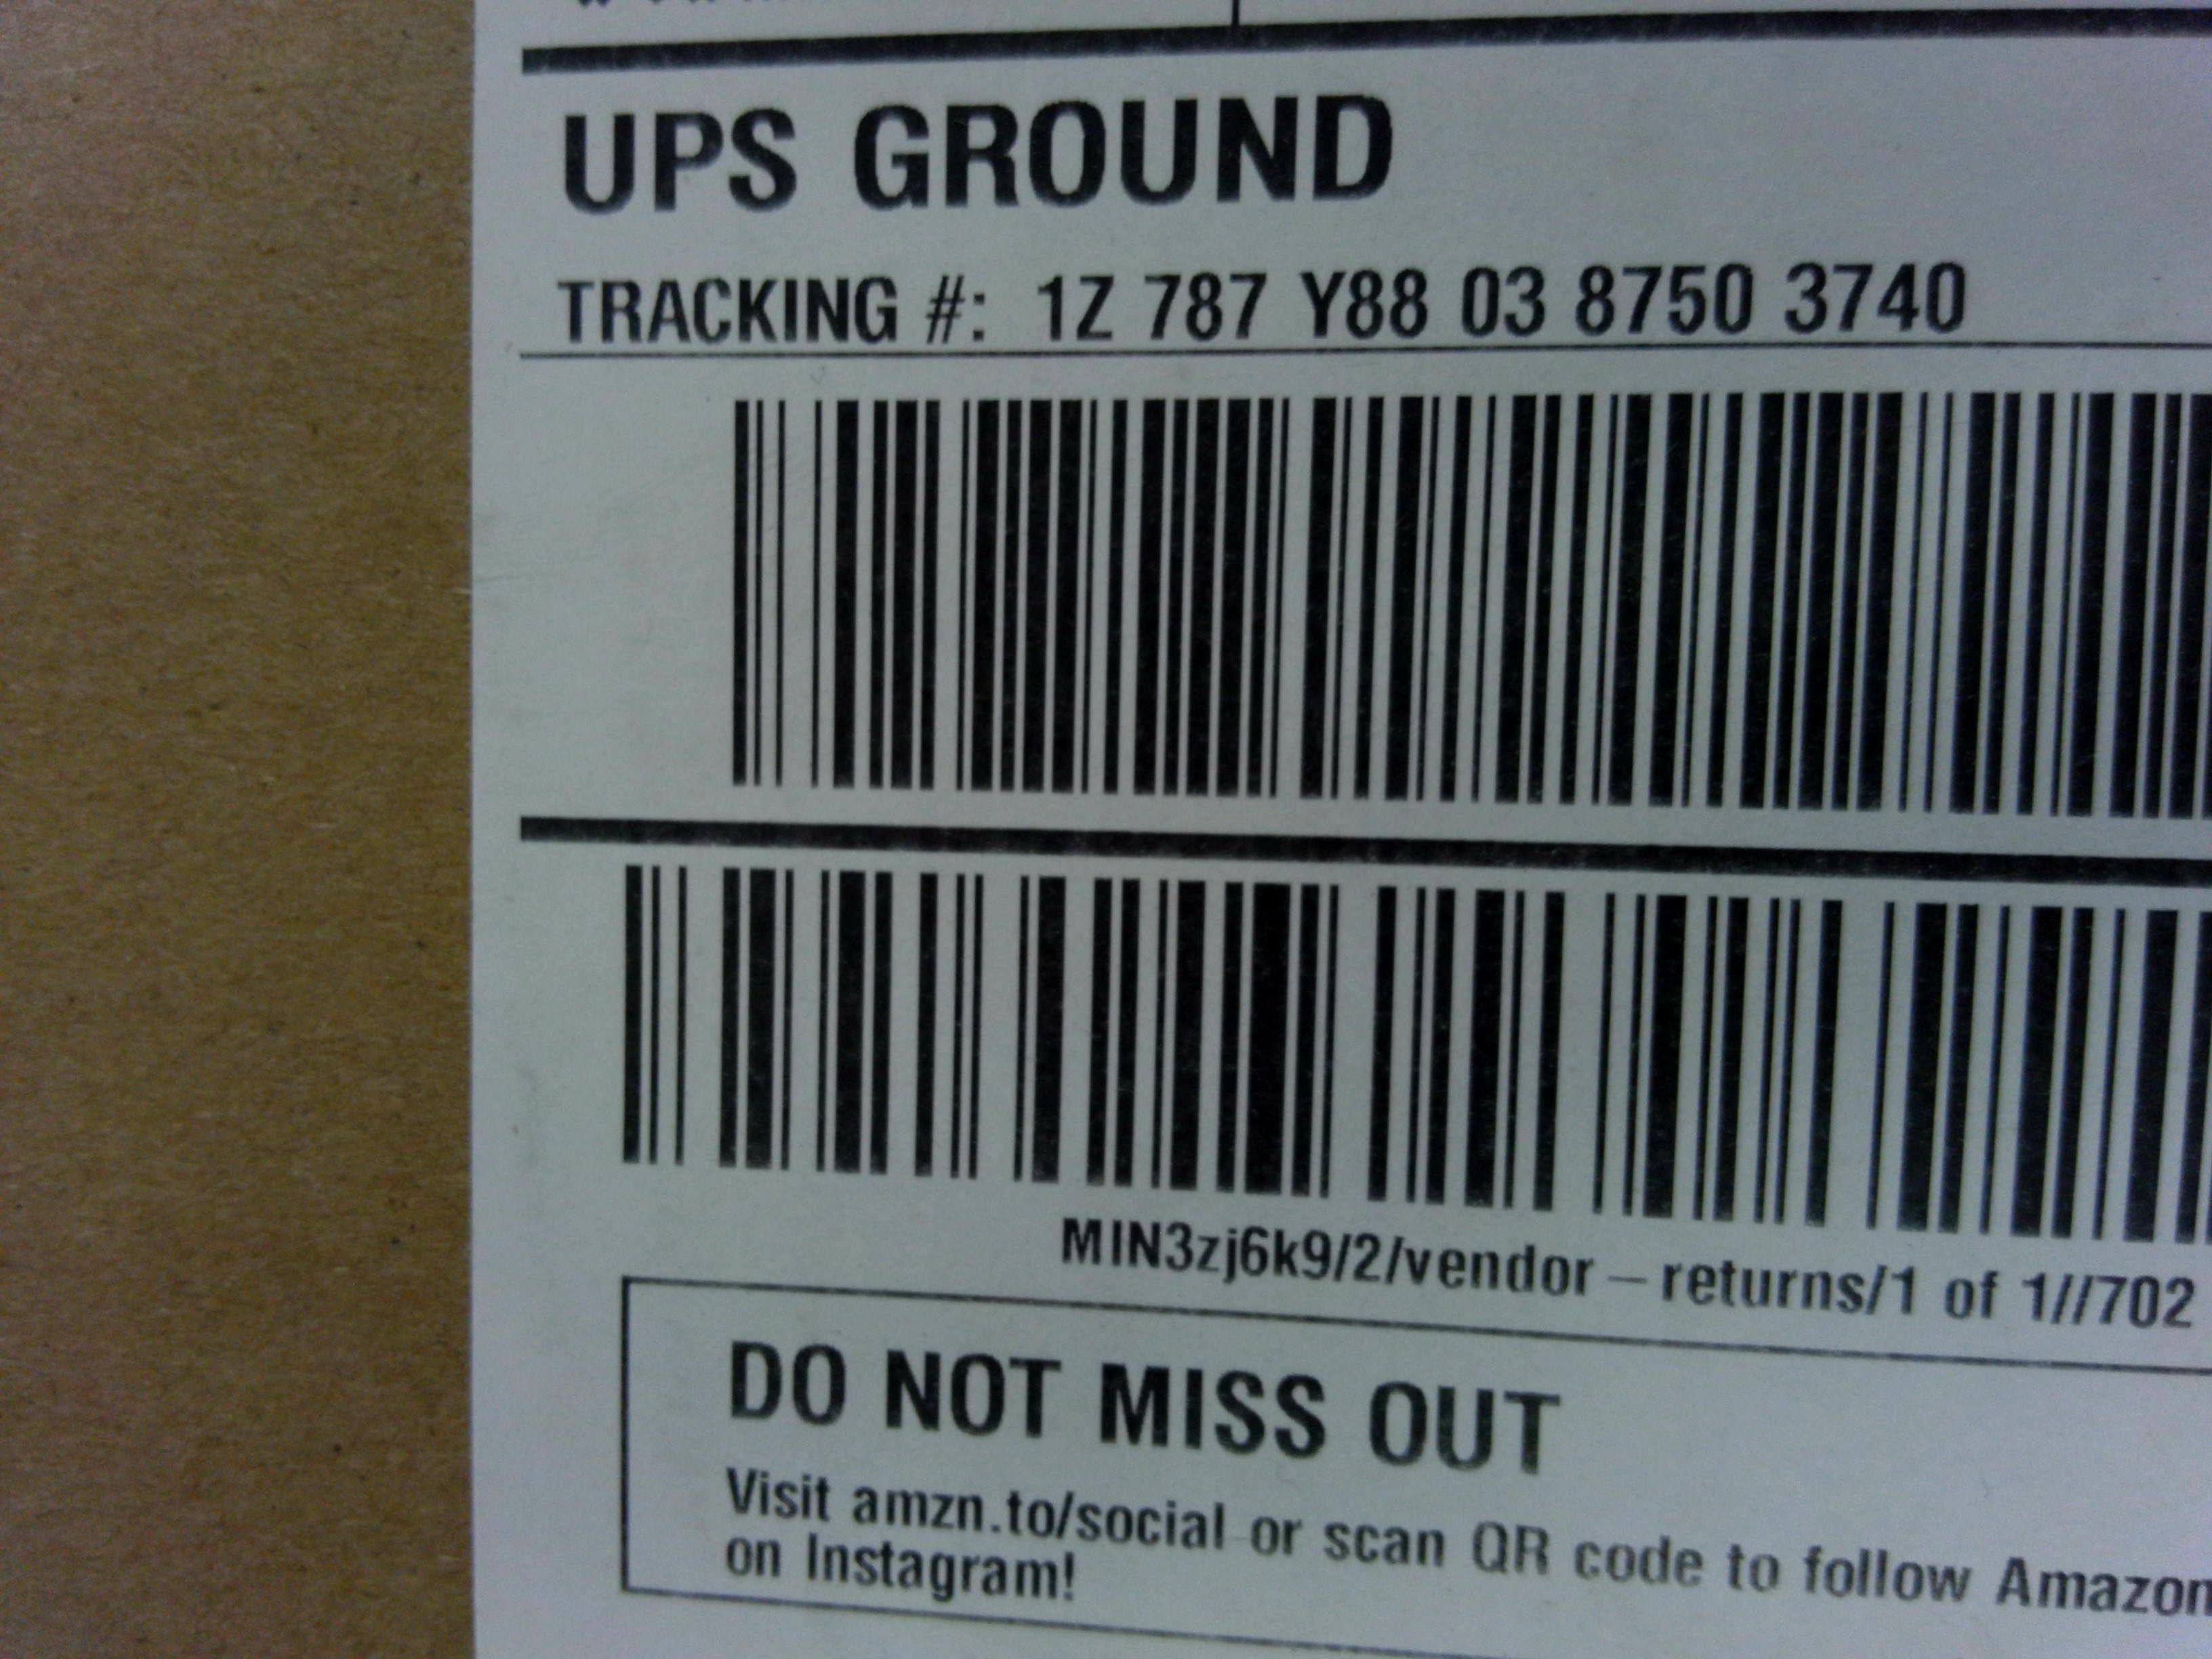 UPS GROUND
TRACKING #: 1Z 787 Y88 03 8750 3740
MIN3zj6k9/2/vendor-returns/1 of 1//702
DO NOT MISS OUT
Visit amzn.to/social or scan QR code to follow Amazon
on Instagram!